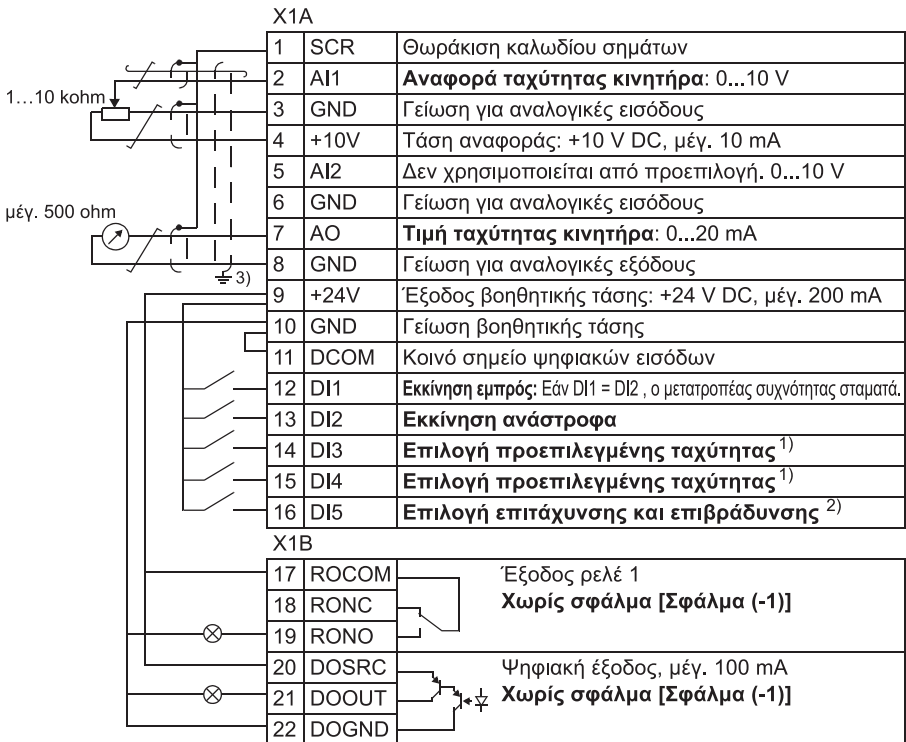 X1A
1 SCR Θωράκιση καλωδίου σημάτων
2 AI1 Αναφορά ταχύτητας κινητήρα: 0...10 V
1…10 kohm
3 GND Γείωση για αναλογικές εισόδους
4 +10V Τάση αναφοράς: +10 V DC, μέγ. 10 mA
5 AI2 Δεν χρησιμοποιείται από προεπιλογή. 0...10 V
6 GND Γείωση για αναλογικές εισόδους
μέγ. 500 ohm
7 AO Τιμή ταχύτητας κινητήρα: 0...20 mA
8 GND Γείωση για αναλογικές εξόδους
3)
9 +24V Έξοδος βοηθητικής τάσης: +24 V DC, μέγ. 200 mA
10 GND Γείωση βοηθητικής τάσης
11 DCOM Κοινό σημείο ψηφιακών εισόδων
12 DI1 Εκκίνηση εμπρός: Εάν DI1 = DI2 , ο μετατροπέας συχνότητας σταματά.
13 DI2 Εκκίνηση ανάστροφα
14 DI3 Επιλογή προεπιλεγμένης ταχύτητας 1)
15 DI4 Επιλογή προεπιλεγμένης ταχύτητας 1)
16 DI5 Επιλογή επιτάχυνσης και επιβράδυνσης 2)
X1B
17 ROCOM Έξοδος ρελέ 1
18 RONC Χωρίς σφάλμα [Σφάλμα (-1)]
19 RONO
20 DOSRC Ψηφιακή έξοδος, μέγ. 100 mA
21 DOOUT Χωρίς σφάλμα [Σφάλμα (-1)]
22 DOGND